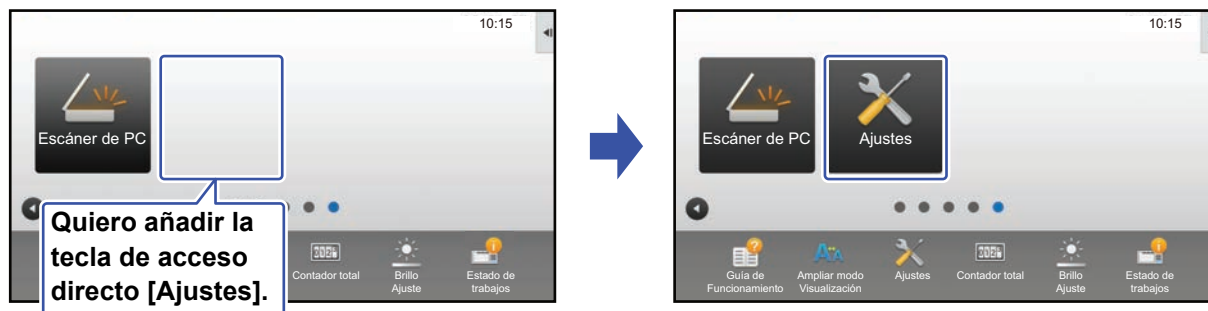 10:15
Escáner de PC
Quiero añadir la
tecla de acceso
directo [Ajustes].
Contador total
Brillo
Ajuste
Estado de
trabajos
10:15
Escáner de PC
Ajustes
Guía de
Funcionamiento
Ampliar modo
Visualización
Ajustes
Contador total
Brillo
Ajuste
Estado de
trabajos